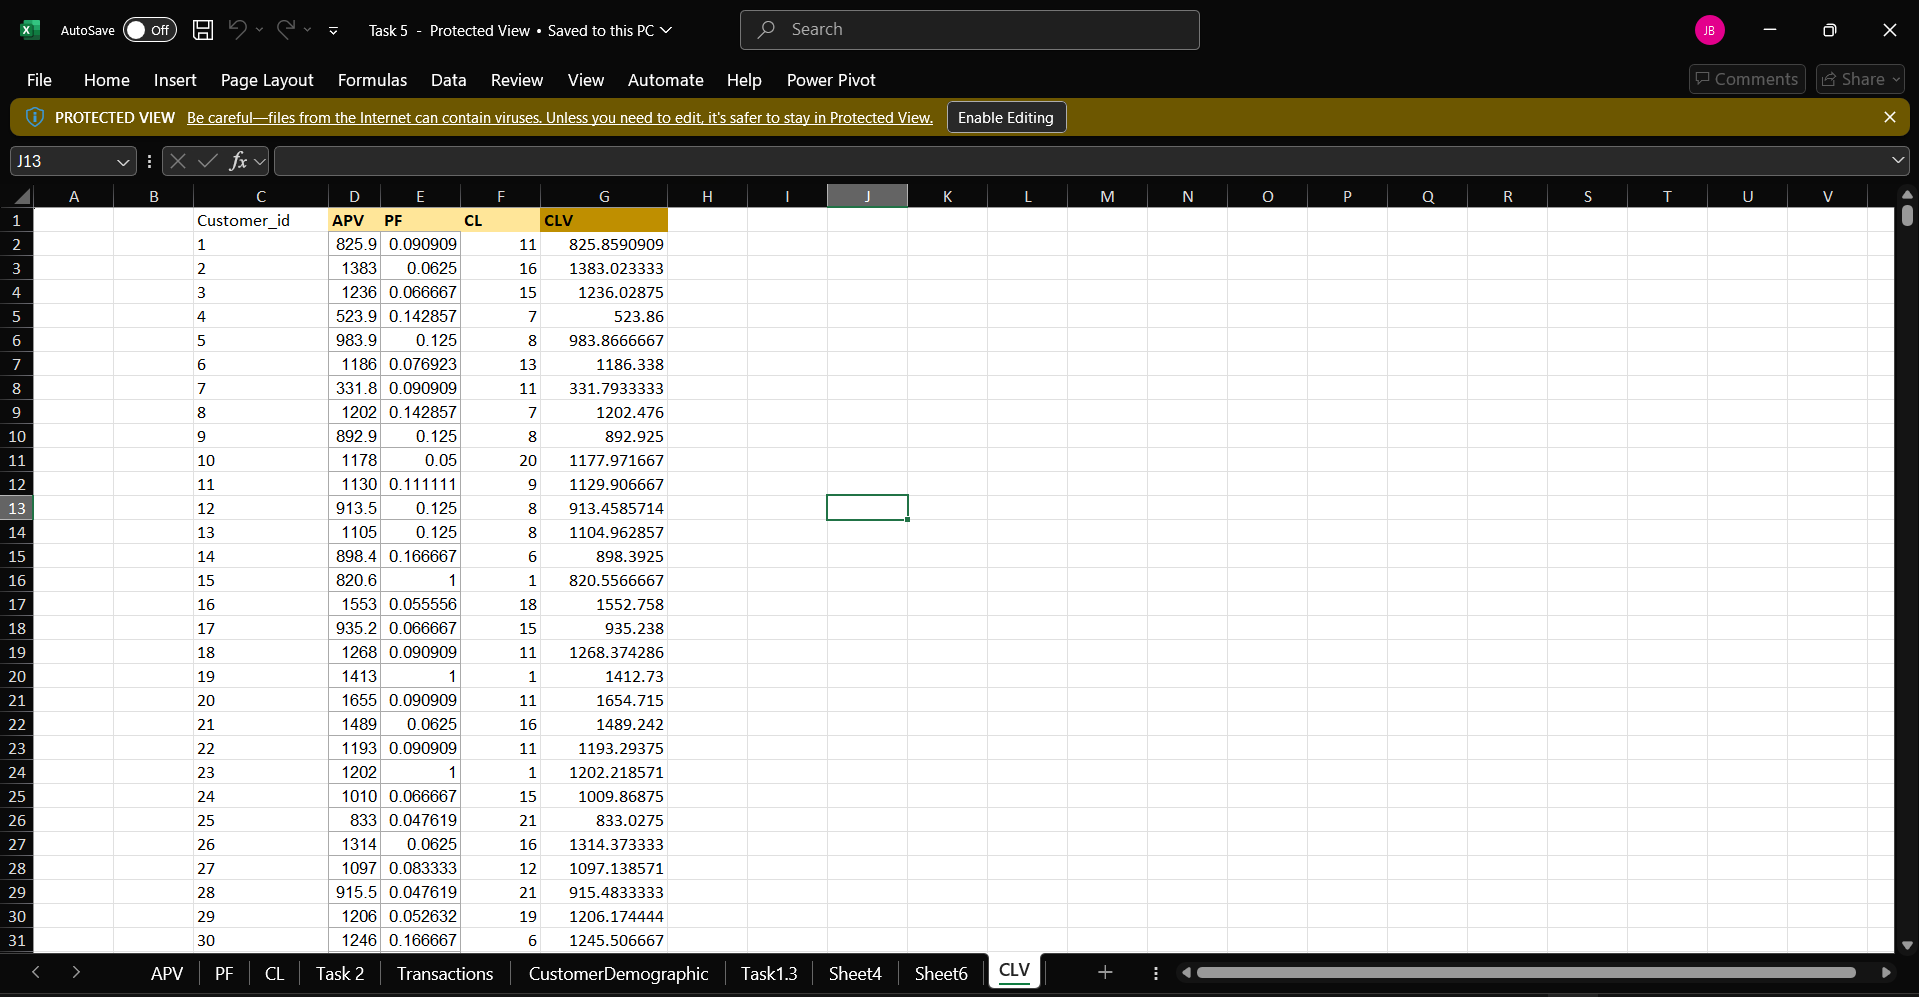 AutoSave Off Task 5 - Protected View • Saved to this PC Search JB
File Home Insert Page Layout Formulas Data Review View Automate Help Power Pivot Comments Share
PROTECTED VIEW Be careful—files from the Internet can contain viruses. Unless you need to edit, it's safer to stay in Protected View. Enable Editing
J13 fx
A B C D E F G H I J K L M N O P Q R S T U V
1 Customer_id APV PF CL CLV
2 1 825.9 0.090909 11 825.8590909
3 2 1383 0.0625 16 1383.023333
4 3 1236 0.066667 15 1236.02875
5 4 523.9 0.142857 7 523.86
6 5 983.9 0.125 8 983.8666667
7 6 1186 0.076923 13 1186.338
8 7 331.8 0.090909 11 331.7933333
9 8 1202 0.142857 7 1202.476
10 9 892.9 0.125 8 892.925
11 10 1178 0.05 20 1177.971667
12 11 1130 0.111111 9 1129.906667
13 12 913.5 0.125 8 913.4585714
14 13 1105 0.125 8 1104.962857
15 14 898.4 0.166667 6 898.3925
16 15 820.6 1 1 820.5566667
17 16 1553 0.055556 18 1552.758
18 17 935.2 0.066667 15 935.238
19 18 1268 0.090909 11 1268.374286
20 19 1413 1 1 1412.73
21 20 1655 0.090909 11 1654.715
22 21 1489 0.0625 16 1489.242
23 22 1193 0.090909 11 1193.29375
24 23 1202 1 1 1202.218571
25 24 1010 0.066667 15 1009.86875
26 25 833 0.047619 21 833.0275
27 26 1314 0.0625 16 1314.373333
28 27 1097 0.083333 12 1097.138571
29 28 915.5 0.047619 21 915.4833333
30 29 1206 0.052632 19 1206.174444
31 30 1246 0.166667 6 1245.506667
APV PF CL Task 2 Transactions CustomerDemographic Task1.3 Sheet4 Sheet6 CLV